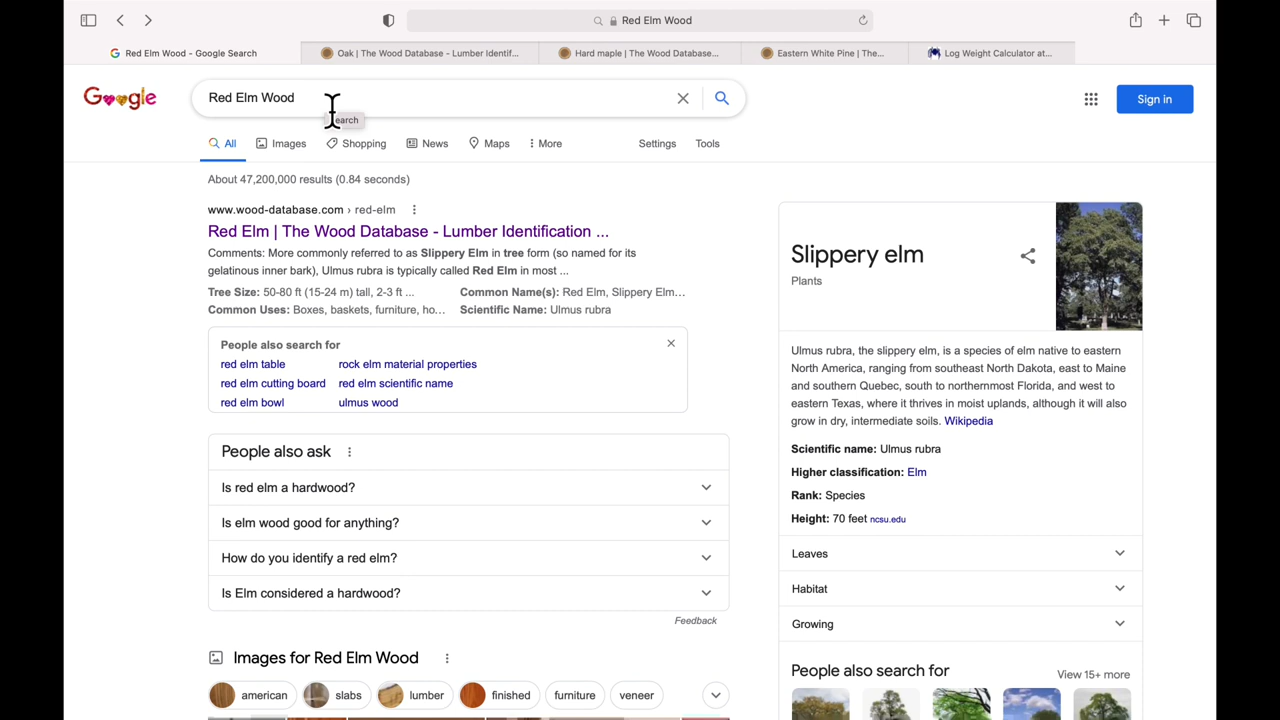 Red Elm Wood
Red Elm Wood - Google Search
Oak | The Wood Database - Lumber Identif...
Hard maple | The Wood Database...
Eastern White Pine | The...
Log Weight Calculator at...
Google
Red Elm Wood
Sign in
earch
All
Images
Shopping
News
Maps
More
Settings
Tools
About 47,200,000 results (0.84 seconds)
www.wood-database.com › red-elm
Red Elm | The Wood Database - Lumber Identification ...
Comments: More commonly referred to as Slippery Elm in tree form (so named for its
gelatinous inner bark), Ulmus rubra is typically called Red Elm in most ...
Tree Size: 50-80 ft (15-24 m) tall, 2-3 ft ...
Common Name(s): Red Elm, Slippery Elm...
Common Uses: Boxes, baskets, furniture, ho...
Scientific Name: Ulmus rubra
People also search for
red elm table
rock elm material properties
red elm cutting board
red elm scientific name
red elm bowl
ulmus wood
People also ask
Is red elm a hardwood?
Is elm wood good for anything?
How do you identify a red elm?
Is Elm considered a hardwood?
Feedback
Images for Red Elm Wood
american
slabs
lumber
finished
furniture
veneer
Slippery elm
Plants
Ulmus rubra, the slippery elm, is a species of elm native to eastern
North America, ranging from southeast North Dakota, east to Maine
and southern Quebec, south to northernmost Florida, and west to
eastern Texas, where it thrives in moist uplands, although it will also
grow in dry, intermediate soils. Wikipedia
Scientific name: Ulmus rubra
Higher classification: Elm
Rank: Species
Height: 70 feet ncsu.edu
Leaves
Habitat
Growing
People also search for
View 15+ more